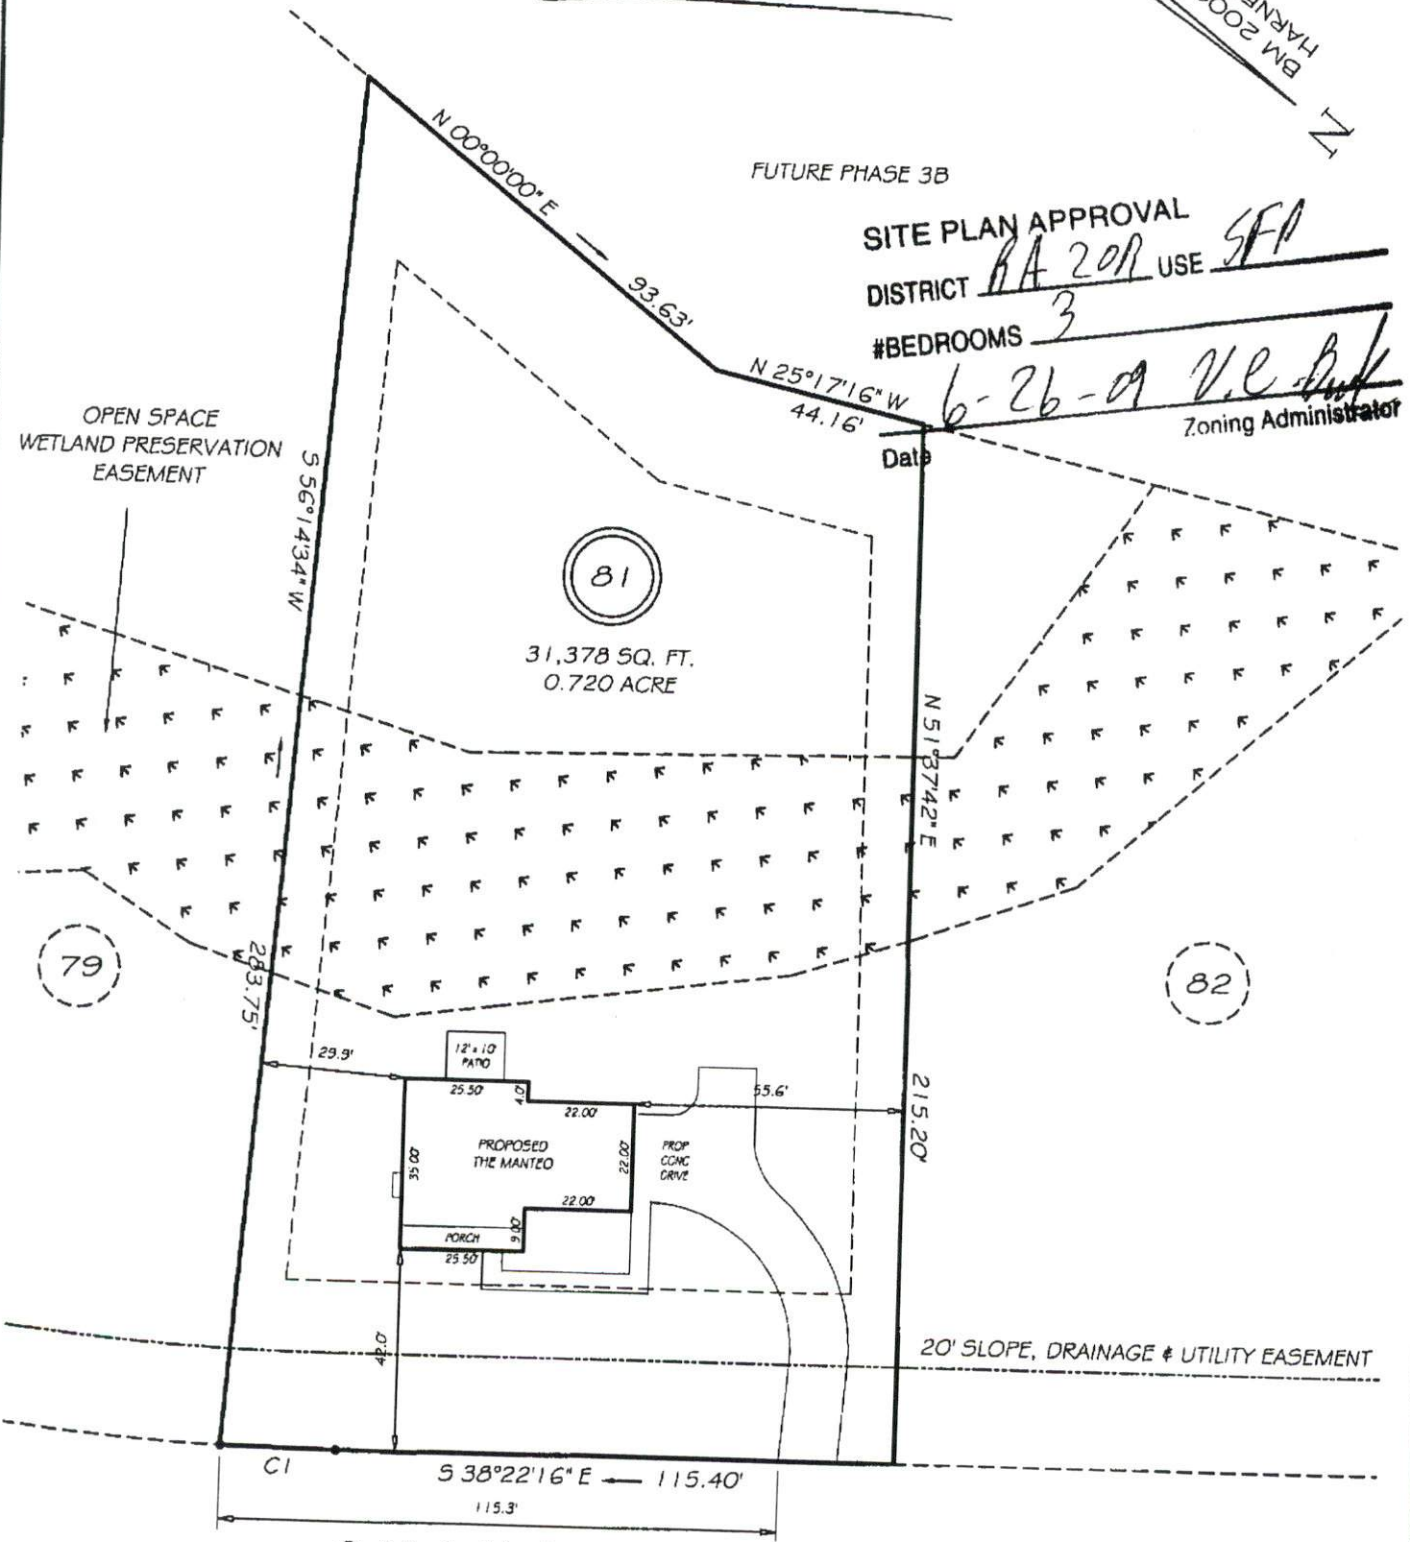 BM 2009
FUTURE PHASE 3B
N
SITE PLAN APPROVAL
DISTRICT RA 20R USE SFD
#BEDROOMS 3
6-26-09
Date
Zoning Administrator
N 00°00'00" E
93.63'
N 25°17'16" W
44.16'
OPEN SPACE
WETLAND PRESERVATION
EASEMENT
S 56°14'34" W
283.75'
81
31,378 SQ. FT.
0.720 ACRE
N 51°37'42" E
215.20'
79
82
29.9'
12' x 10'
PATIO
25.50'
4.0'
22.00'
55.6'
PROPOSED
THE MANTEO
35.00'
22.00'
PROP
CONC
DRIVE
22.00'
9.00'
PORCH
25.50'
42.0'
20' SLOPE, DRAINAGE & UTILITY EASEMENT
C1
S 38°22'16" E 115.40'
115.3'